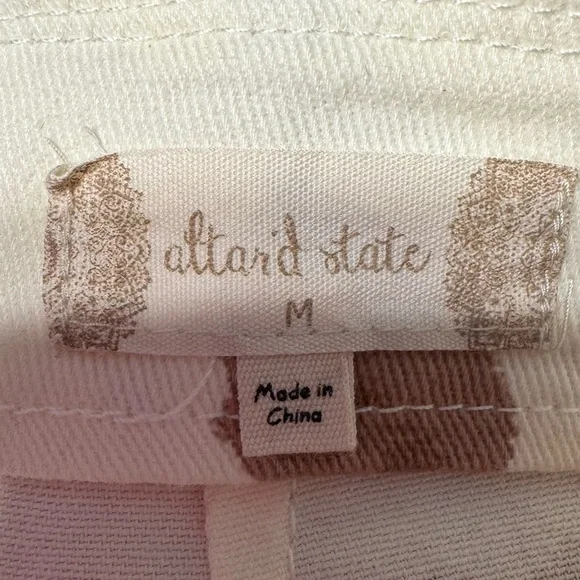 altar'd state
M
Made in
China